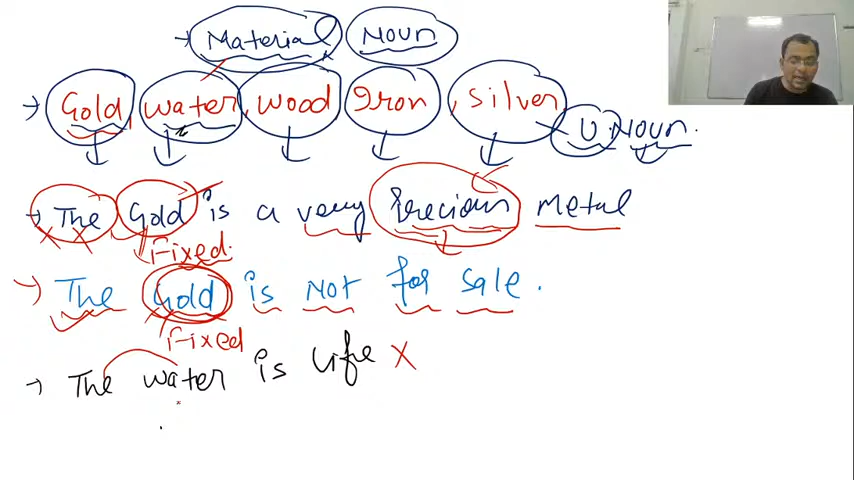 → Material Noun
→ Gold, water, wood, Iron, Silver
U. Noun.
→ The Gold is a very Precious metal
Fixed.
→ The Gold is Not for sale.
Fixed
→ The water is life X